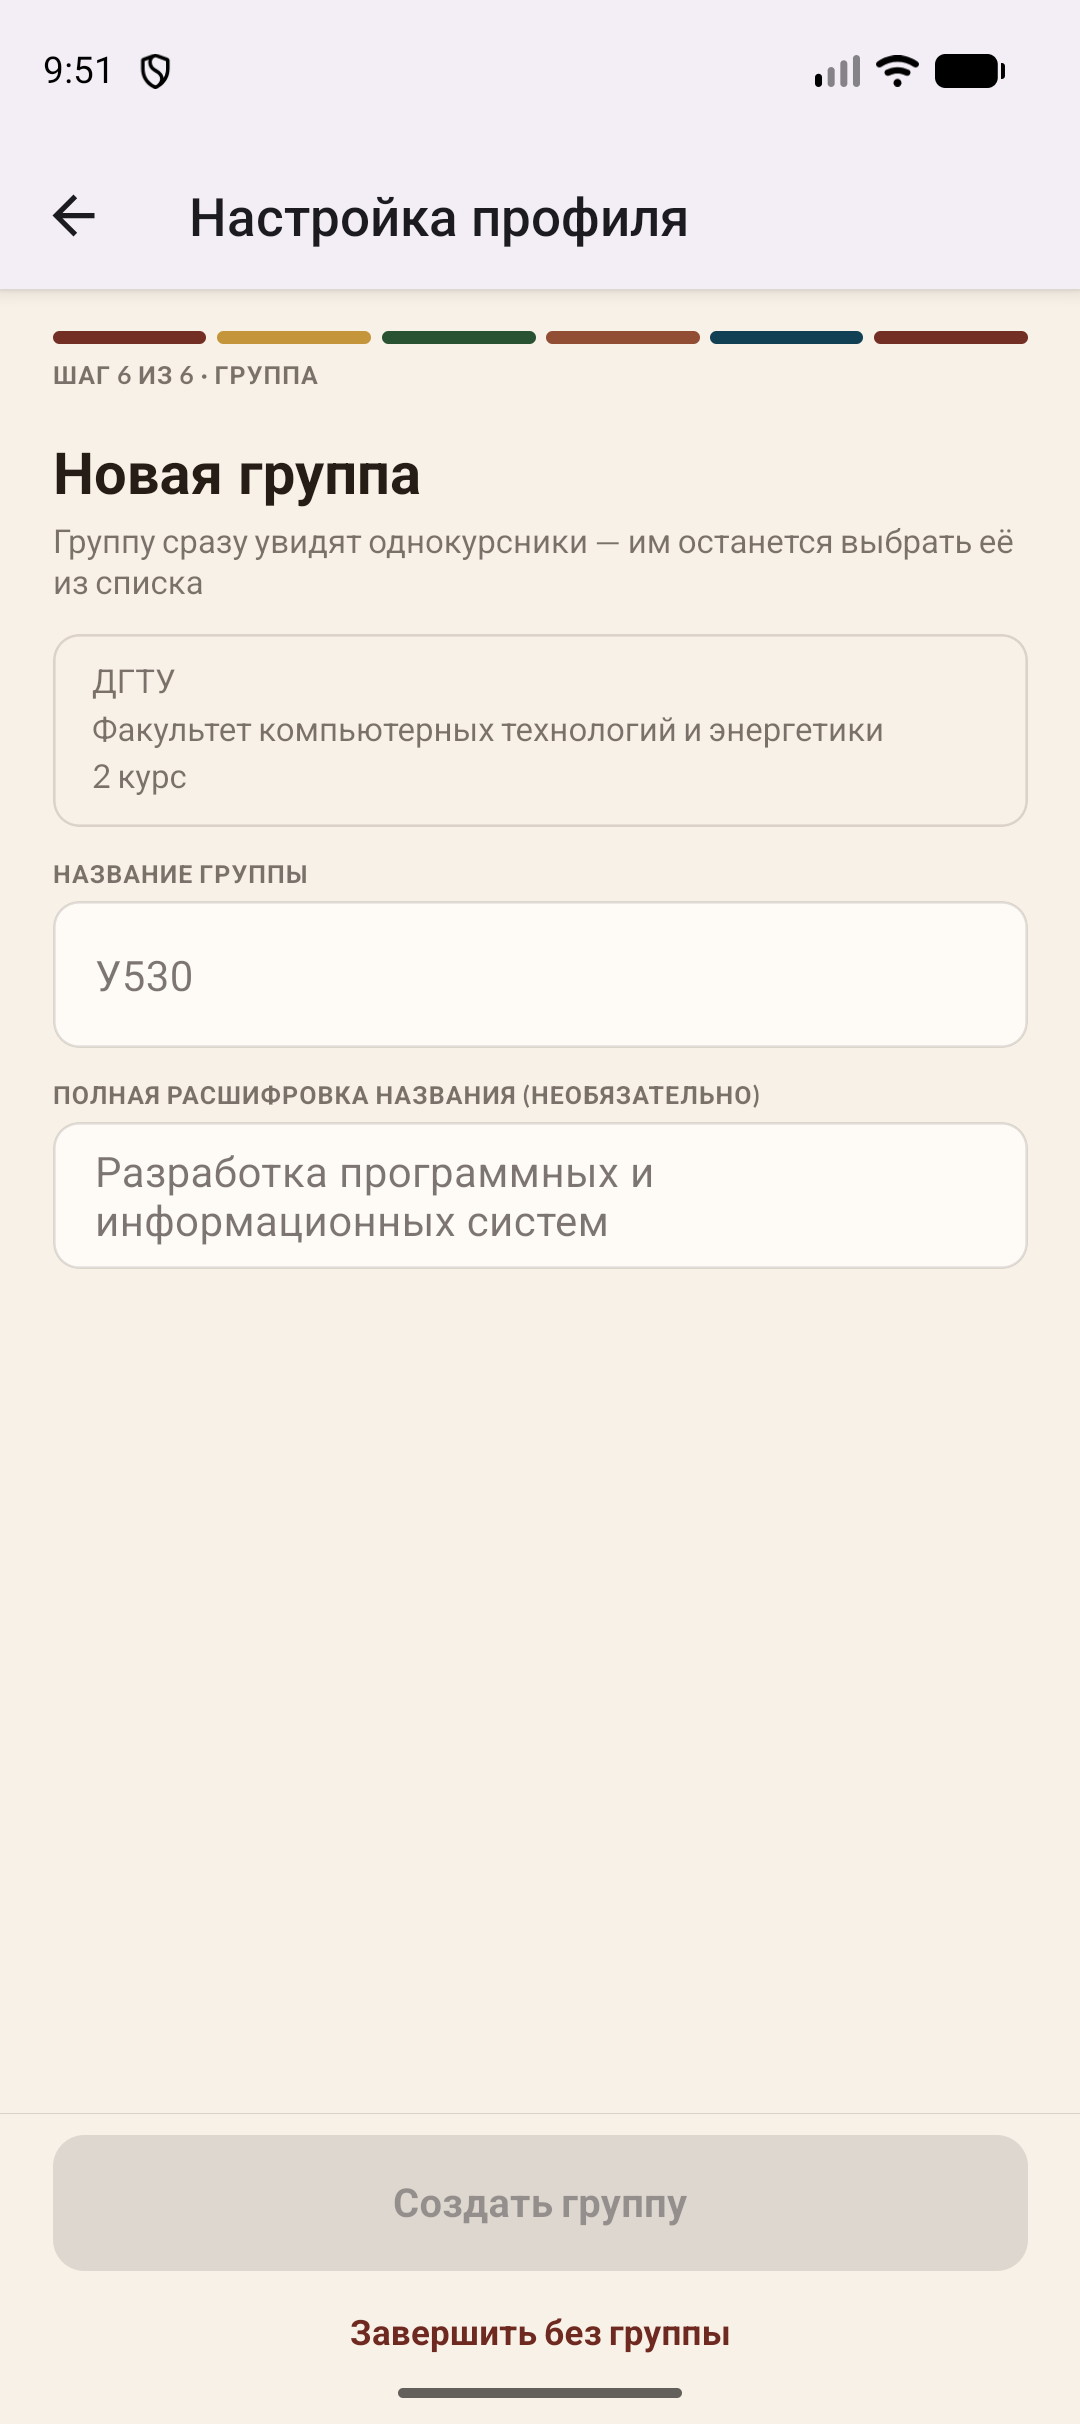 9:51
Настройка профиля
ШАГ 6 ИЗ 6 · ГРУППА
Новая группа
Группу сразу увидят однокурсники — им останется выбрать её
из списка
ДГТУ
Факультет компьютерных технологий и энергетики
2 курс
НАЗВАНИЕ ГРУППЫ
У530
ПОЛНАЯ РАСШИФРОВКА НАЗВАНИЯ (НЕОБЯЗАТЕЛЬНО)
Разработка программных и
информационных систем
Создать группу
Завершить без группы